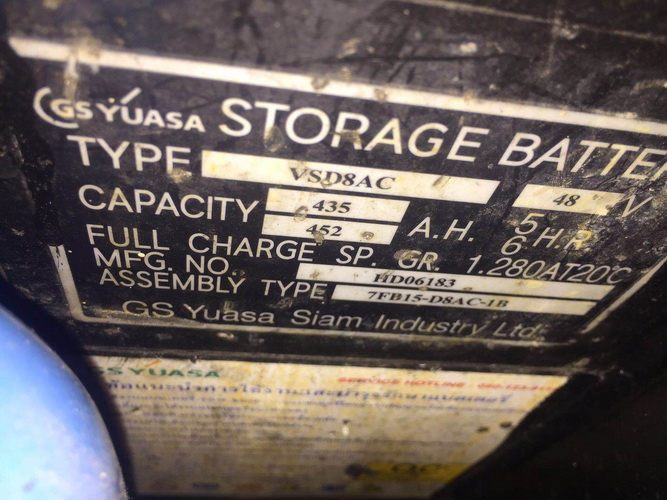 GS YUASA STORAGE BATTE
TYPE VSD8AC 48 V
CAPACITY 435 A.H. 5 H.R
452 6
FULL CHARGE SP. GR. 1.280AT20°C
MFG. NO. HD06183
ASSEMBLY TYPE 7FB15-D8AC-1B
GS Yuasa Siam Industry Ltd.
GS YUASA SERVICE HOTLINE